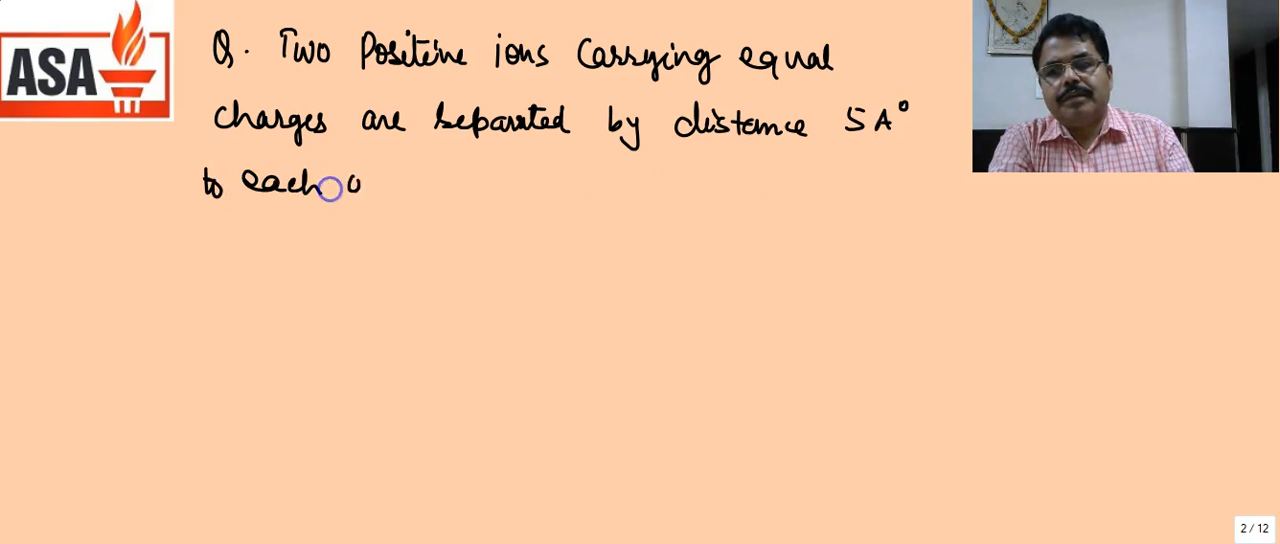 ASA
Q. Two Positive ions Carrying equal
charges are separated by distance 5 A°
to each o
2 / 12